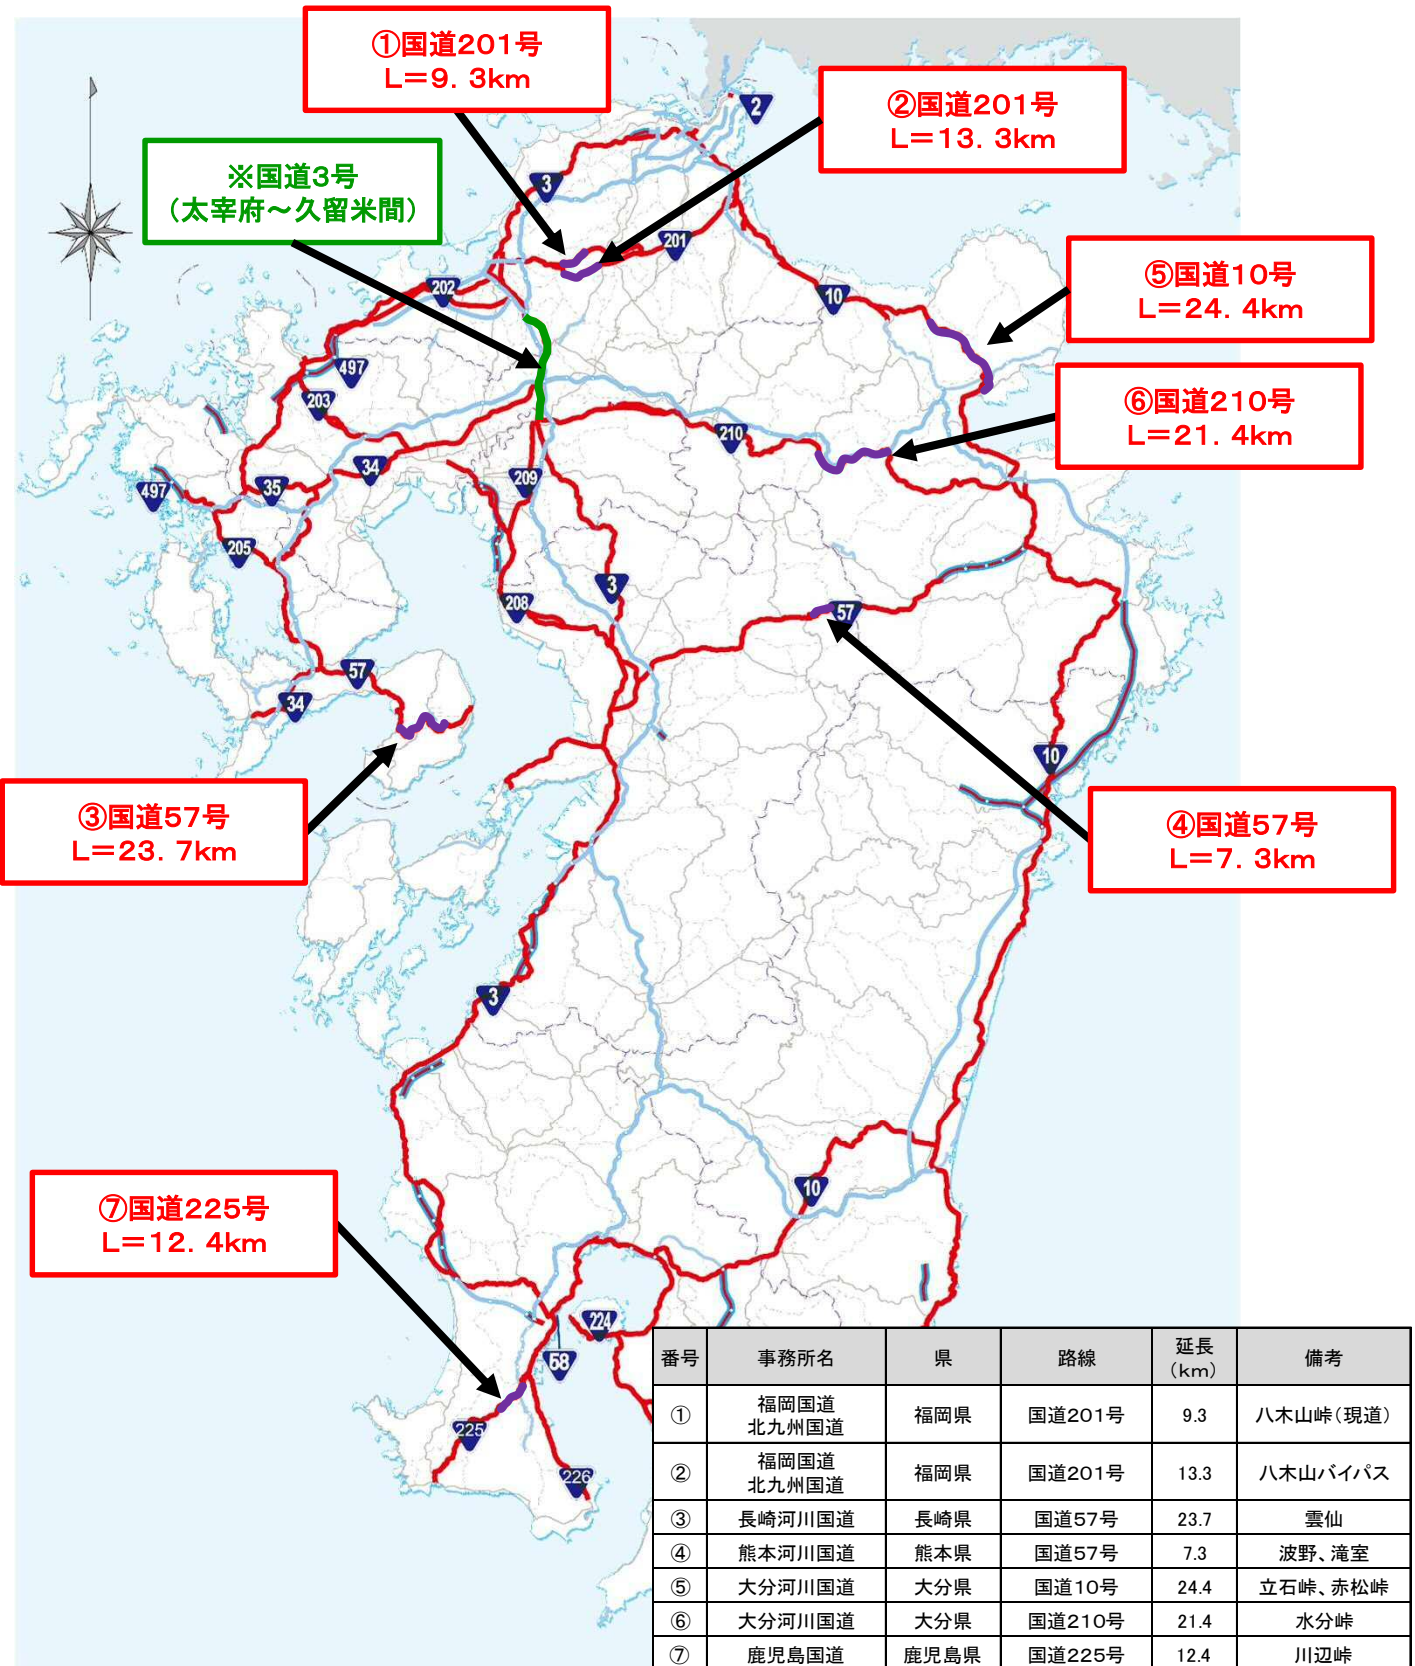 ①国道201号
L=9. 3km
②国道201号
L=13. 3km
※国道3号
(太宰府～久留米間)
⑤国道10号
L=24. 4km
⑥国道210号
L=21. 4km
③国道57号
L=23. 7km
④国道57号
L=7. 3km
⑦国道225号
L=12. 4km
2
3
201
202
10
497
203
210
34
35
209
497
205
3
208
57
57
34
10
3
10
224
58
225
226
番号 事務所名 県 路線 延長(km) 備考
① 福岡国道 北九州国道 福岡県 国道201号 9.3 八木山峠(現道)
② 福岡国道 北九州国道 福岡県 国道201号 13.3 八木山バイパス
③ 長崎河川国道 長崎県 国道57号 23.7 雲仙
④ 熊本河川国道 熊本県 国道57号 7.3 波野、滝室
⑤ 大分河川国道 大分県 国道10号 24.4 立石峠、赤松峠
⑥ 大分河川国道 大分県 国道210号 21.4 水分峠
⑦ 鹿児島国道 鹿児島県 国道225号 12.4 川辺峠